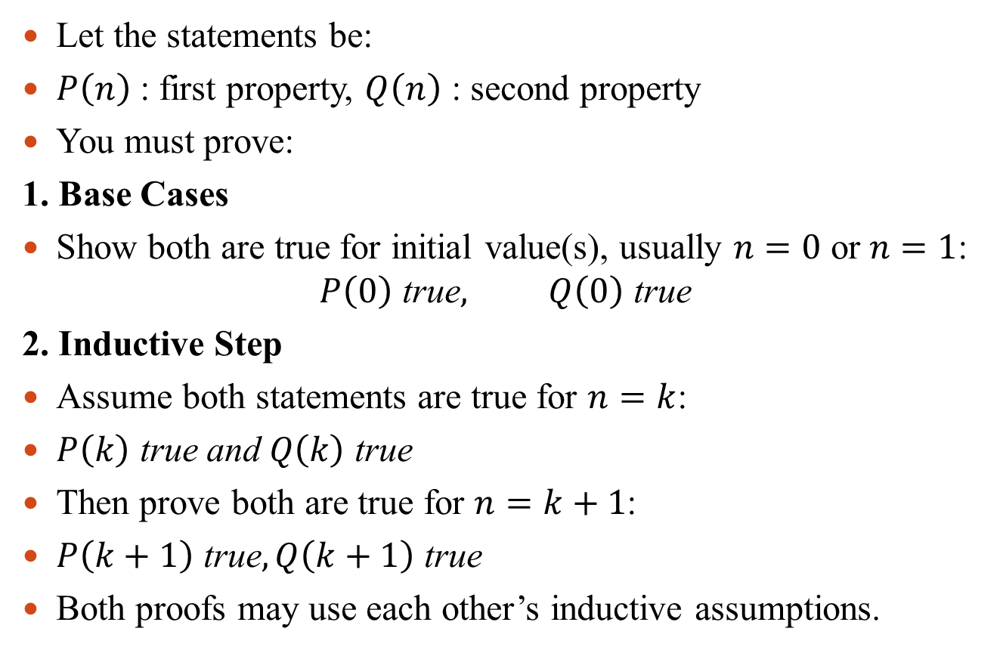 • Let the statements be:
• P(n) : first property, Q(n) : second property
• You must prove:
1. Base Cases
• Show both are true for initial value(s), usually n = 0 or n = 1:
P(0) true, Q(0) true
2. Inductive Step
• Assume both statements are true for n = k:
• P(k) true and Q(k) true
• Then prove both are true for n = k + 1:
• P(k + 1) true, Q(k + 1) true
• Both proofs may use each other’s inductive assumptions.